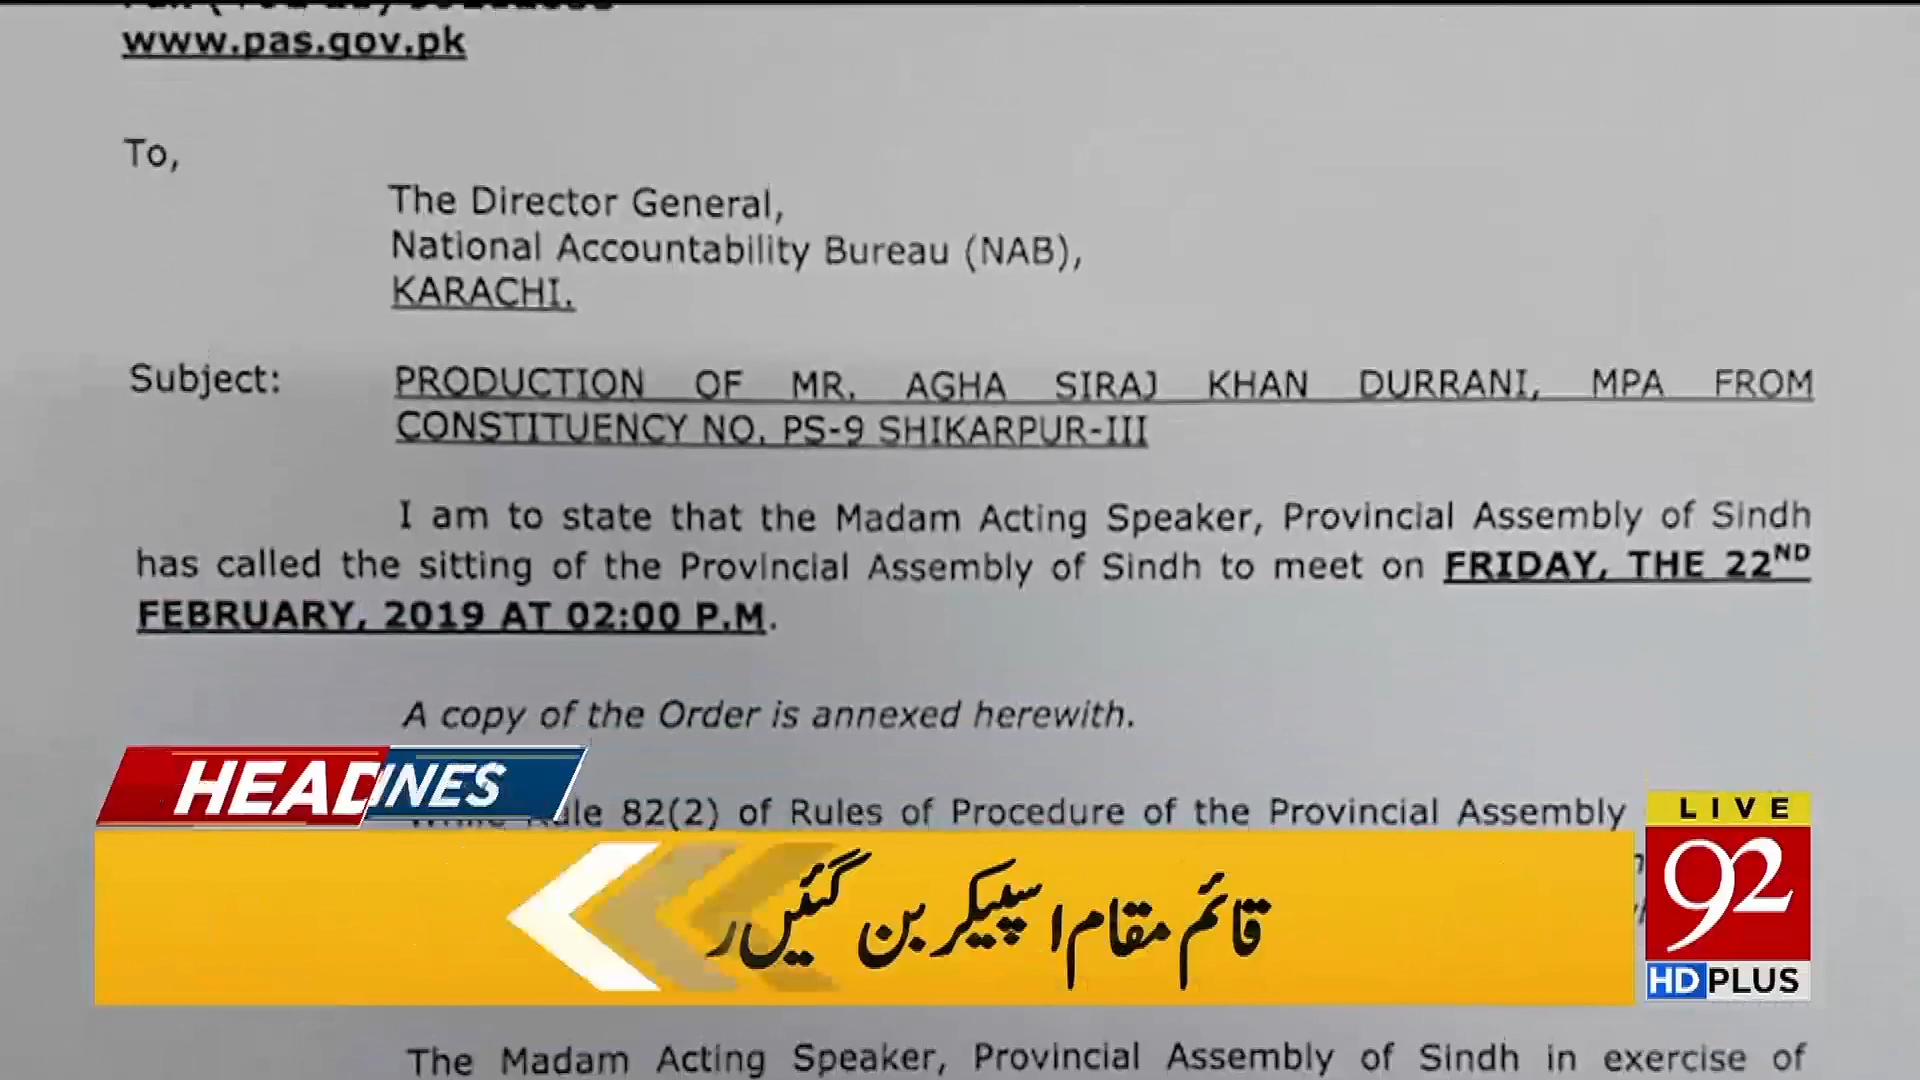 www.pas.gov.pk
To,
The Director General,
National Accountability Bureau (NAB),
KARACHI.
Subject: PRODUCTION OF MR. AGHA SIRAJ KHAN DURRANI, MPA FROM
CONSTITUENCY NO. PS-9 SHIKARPUR-III
I am to state that the Madam Acting Speaker, Provincial Assembly of Sindh
has called the sitting of the Provincial Assembly of Sindh to meet on FRIDAY, THE 22ND
FEBRUARY, 2019 AT 02:00 P.M.
A copy of the Order is annexed herewith.
HEADLINES
82(2) of Rules of Procedure of the Provincial Assembly
LIVE
92
HD PLUS
قائم مقام اسپیکر بن گئیں
The Madam Acting Speaker, Provincial Assembly of Sindh in exercise of